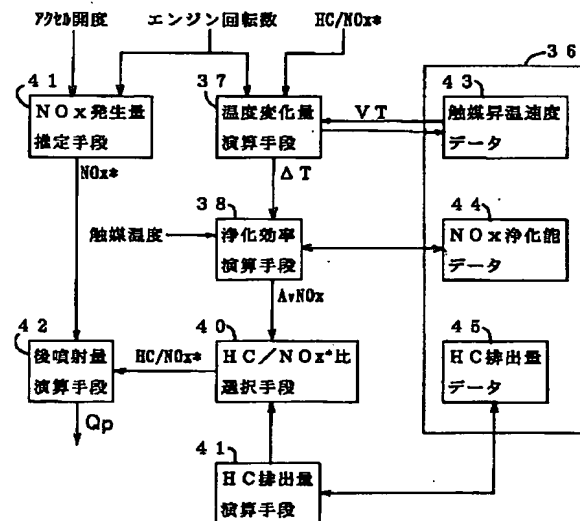 アクセル開度
エンジン回転数
HC/NOx*
36
41
NOx発生量
推定手段
37
温度変化量
演算手段
VT
43
触媒昇温速度
データ
NOx*
ΔT
38
触媒温度
浄化効率
演算手段
44
NOx浄化能
データ
AvNOx
42
後噴射量
演算手段
HC/NOx*
40
HC/NOx*比
選択手段
45
HC排出量
データ
Qp
41
HC排出量
演算手段